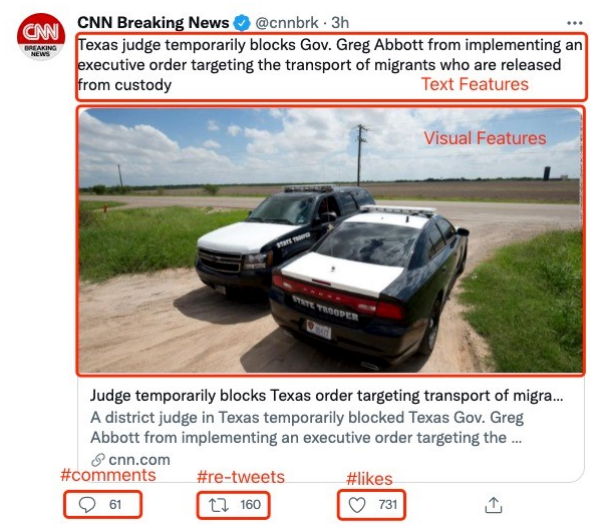 CNN Breaking News @cnnbrk · 3h ...
CNN
BREAKING
NEWS
Texas judge temporarily blocks Gov. Greg Abbott from implementing an
executive order targeting the transport of migrants who are released
from custody
Text Features
Visual Features
STATE TROOPER
STATE TROOPER
Judge temporarily blocks Texas order targeting transport of migra...
A district judge in Texas temporarily blocked Texas Gov. Greg
Abbott from implementing an executive order targeting the ...
cnn.com
#comments #re-tweets #likes
61 160 731